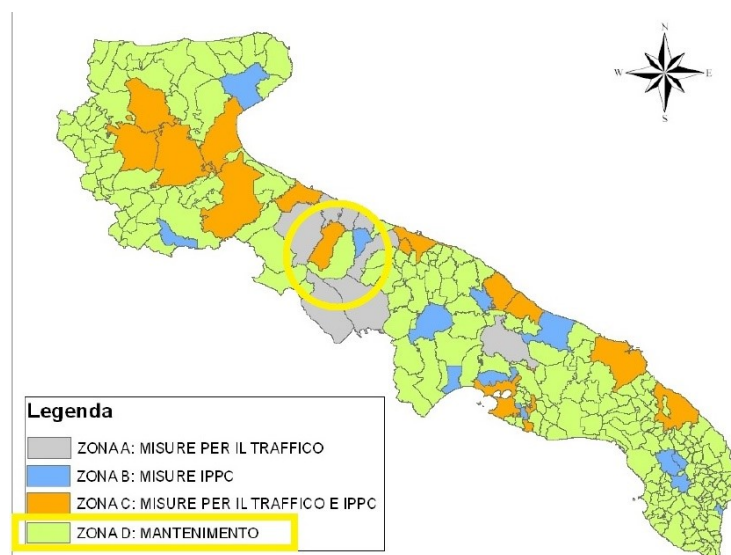 N
W E
S
Legenda
ZONA A: MISURE PER IL TRAFFICO
ZONA B: MISURE IPPC
ZONA C: MISURE PER IL TRAFFICO E IPPC
ZONA D: MANTENIMENTO